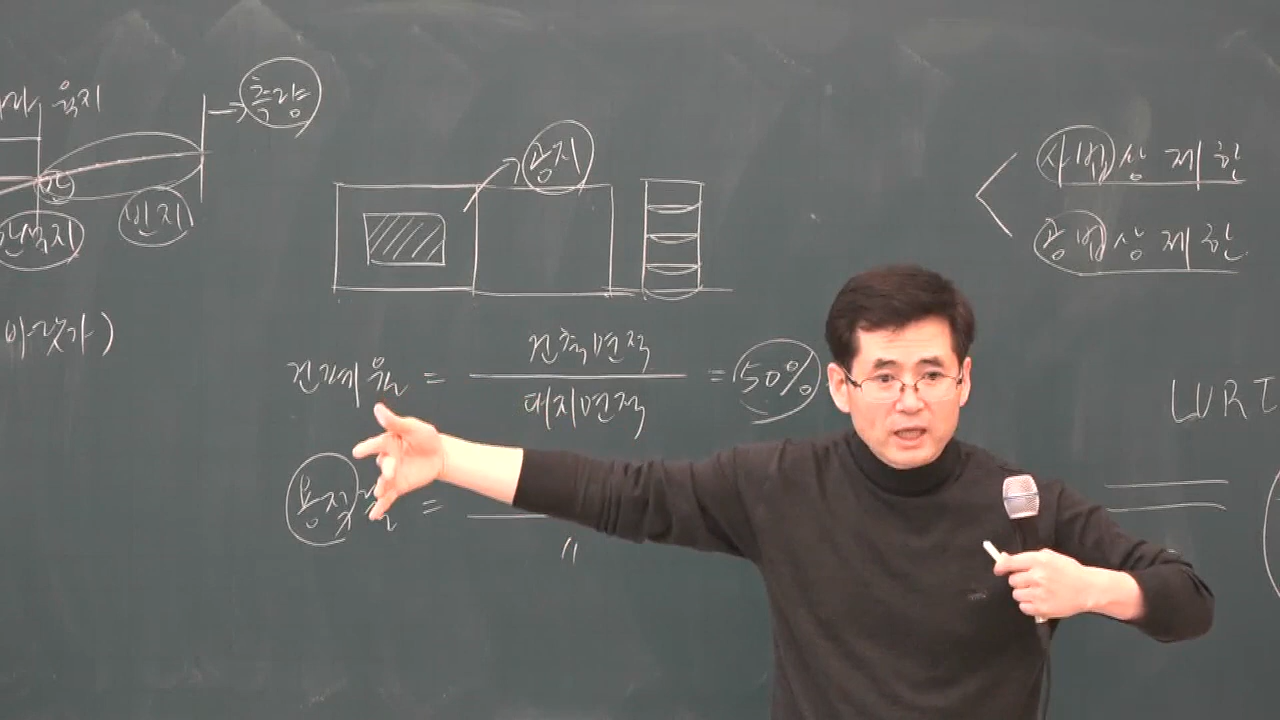 육지
측량
빈지
공지
건폐율 = 건축면적 / 대지면적 = 50%
용적률 = / 〃
사법상 제한
공법상 제한
LURI